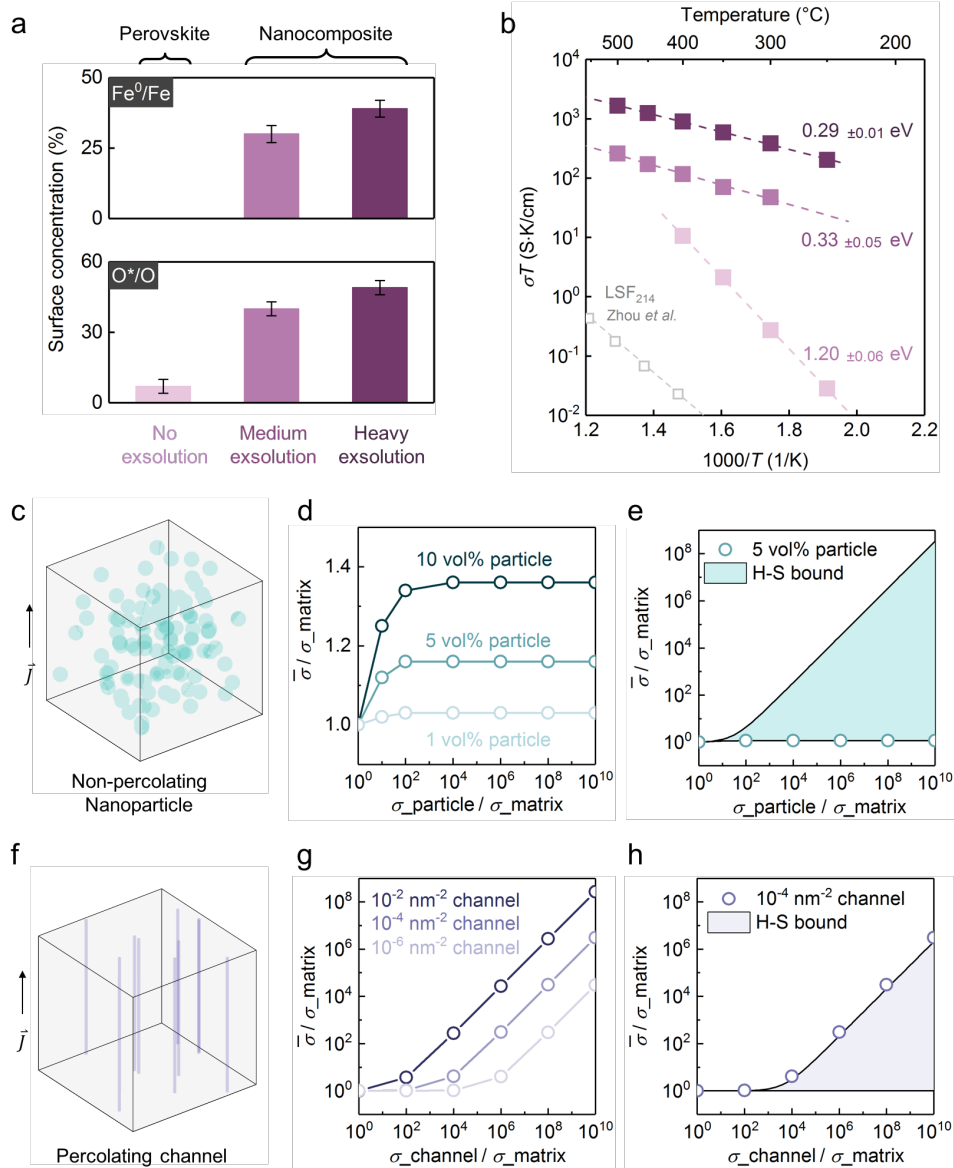 a
Perovskite
Nanocomposite
Fe⁰/Fe
50
25
0
Surface concentration (%)
O*/O
60
30
0
No exsolution
Medium exsolution
Heavy exsolution
b
Temperature (°C)
500 400 300 200
10⁴
10³
10²
10¹
10⁰
10⁻¹
10⁻²
σT (S·K/cm)
0.29 ±0.01 eV
0.33 ±0.05 eV
1.20 ±0.06 eV
LSF₂₁₄
Zhou et al.
1.2 1.4 1.6 1.8 2.0 2.2
1000/T (1/K)
c
J⃗
Non-percolating
Nanoparticle
d
1.4
1.2
1.0
σ̅ / σ_matrix
10 vol% particle
5 vol% particle
1 vol% particle
10⁰ 10² 10⁴ 10⁶ 10⁸ 10¹⁰
σ_particle / σ_matrix
e
5 vol% particle
H-S bound
10⁸
10⁶
10⁴
10²
10⁰
σ̅ / σ_matrix
10⁰ 10² 10⁴ 10⁶ 10⁸ 10¹⁰
σ_particle / σ_matrix
f
J⃗
Percolating channel
g
10⁻² nm⁻² channel
10⁻⁴ nm⁻² channel
10⁻⁶ nm⁻² channel
10⁸
10⁶
10⁴
10²
10⁰
σ̅ / σ_matrix
10⁰ 10² 10⁴ 10⁶ 10⁸ 10¹⁰
σ_channel / σ_matrix
h
10⁻⁴ nm⁻² channel
H-S bound
10⁸
10⁶
10⁴
10²
10⁰
σ̅ / σ_matrix
10⁰ 10² 10⁴ 10⁶ 10⁸ 10¹⁰
σ_channel / σ_matrix